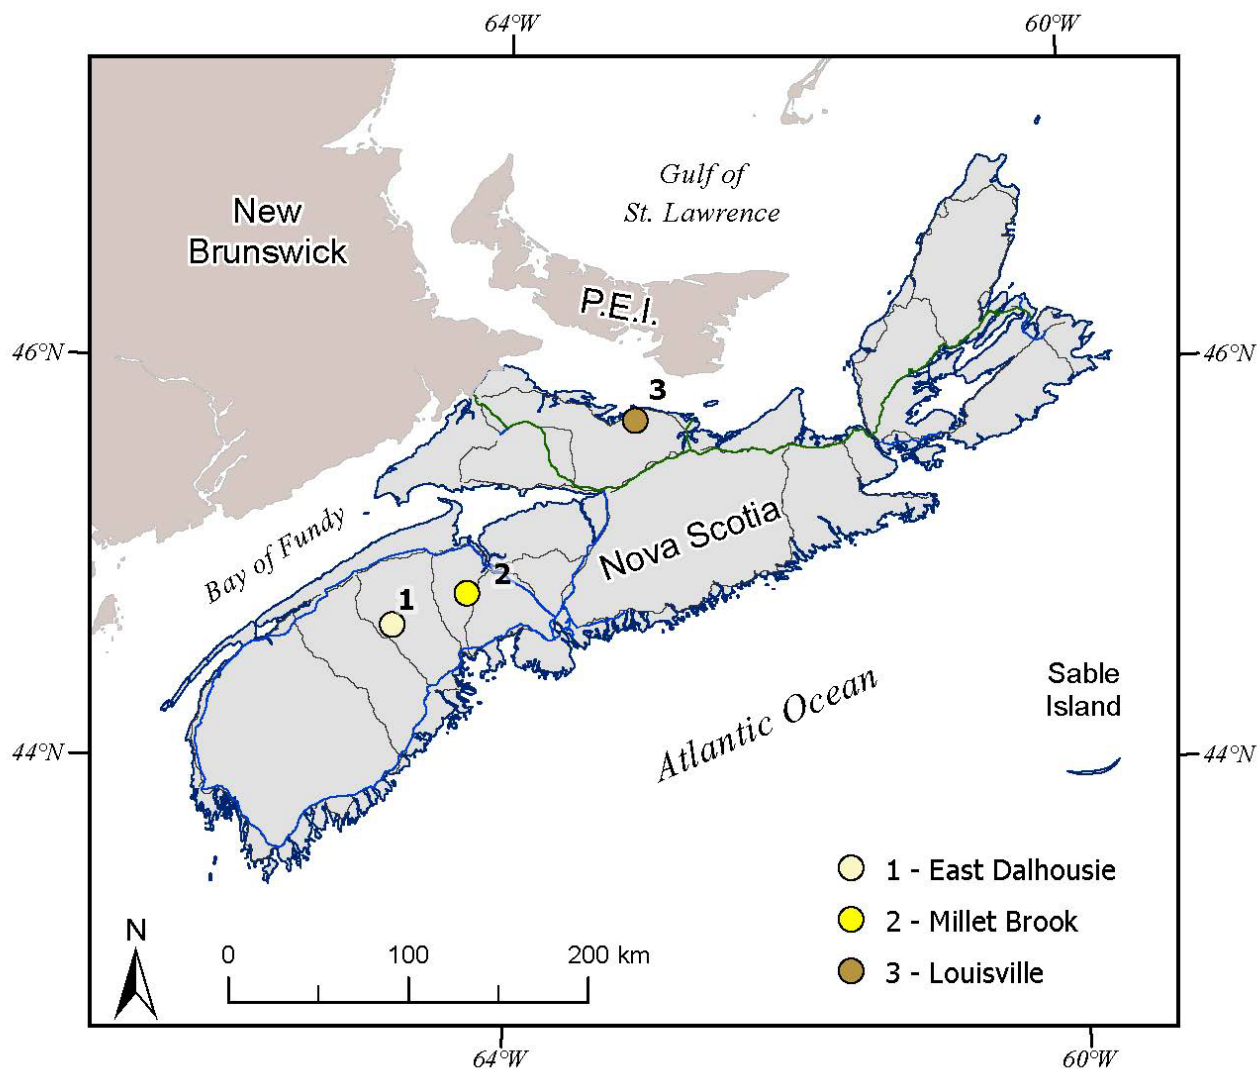 64°W
60°W
Gulf of
St. Lawrence
New
Brunswick
P.E.I.
46°N
46°N
3
Bay of Fundy
Nova Scotia
2
1
Sable
Island
Atlantic Ocean
44°N
44°N
1 - East Dalhousie
2 - Millet Brook
3 - Louisville
N
0 100 200 km
64°W
60°W